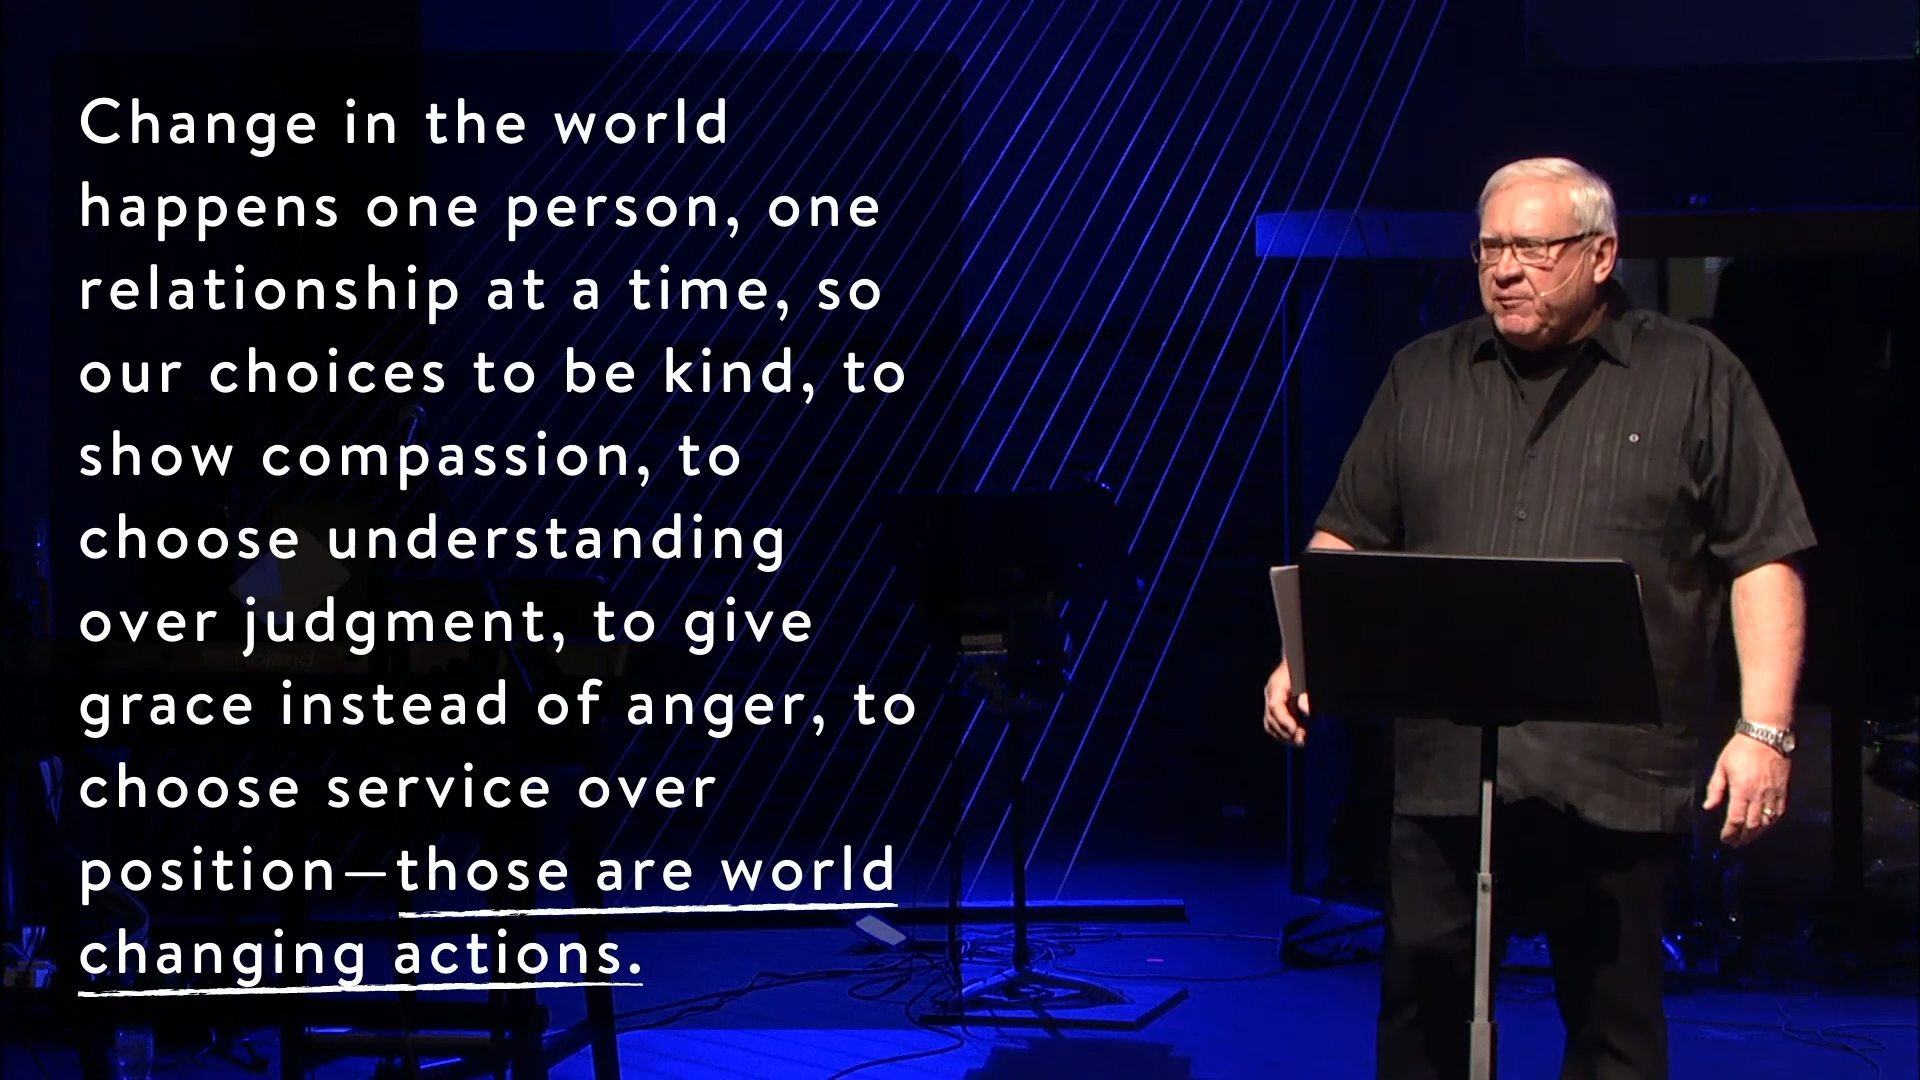 Change in the world
happens one person, one
relationship at a time, so
our choices to be kind, to
show compassion, to
choose understanding
over judgment, to give
grace instead of anger, to
choose service over
position—those are world
changing actions.
Roland